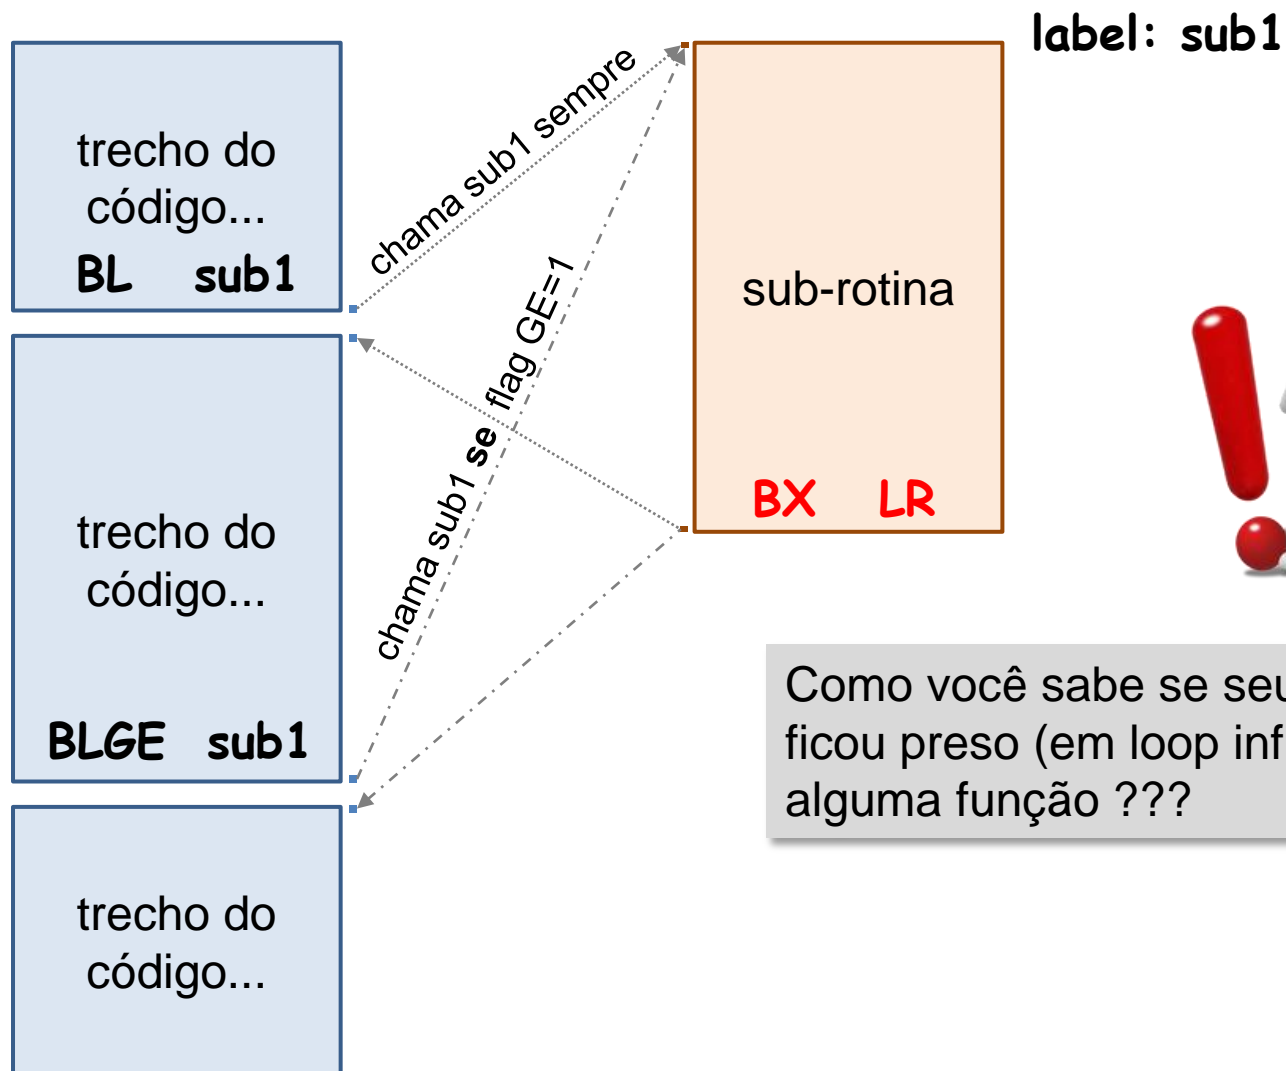 label: sub1
trecho do
código...
BL sub1
chama sub1 sempre
chama sub1 se flag GE=1
sub-rotina
BX LR
trecho do
código...
BLGE sub1
Como você sabe se seu
ficou preso (em loop inf
alguma função ???
trecho do
código...